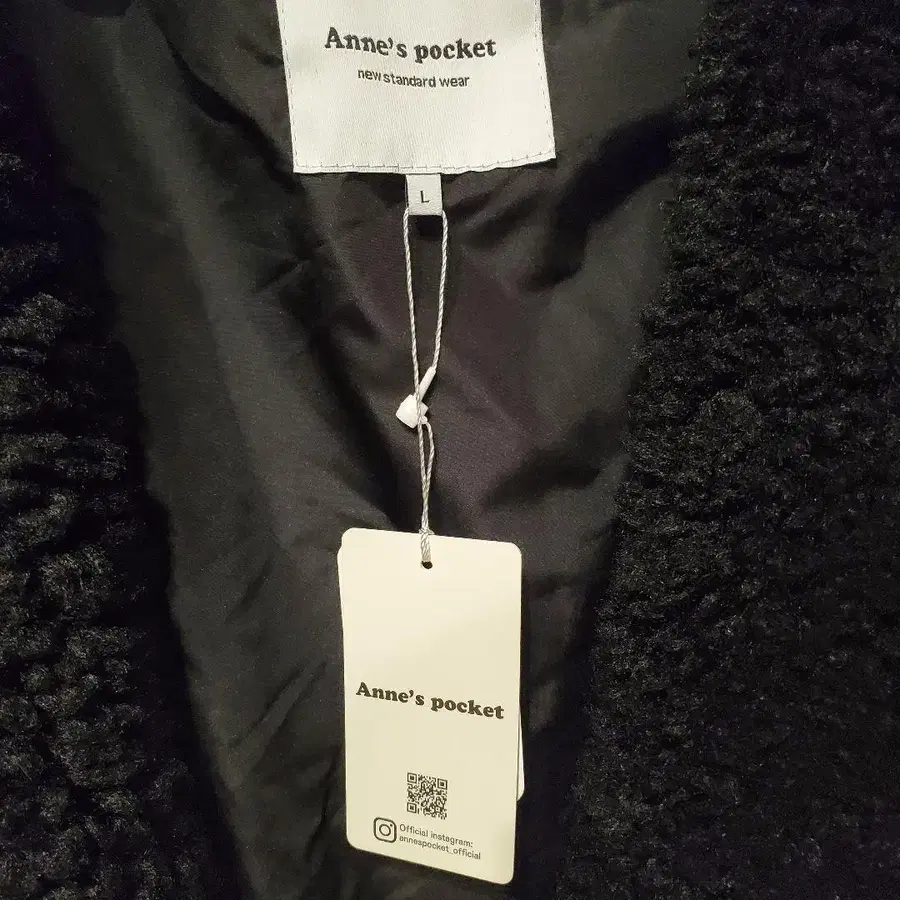 Anne's pocket
new standard wear
L
Anne's pocket
Official instagram:
annespocket_official